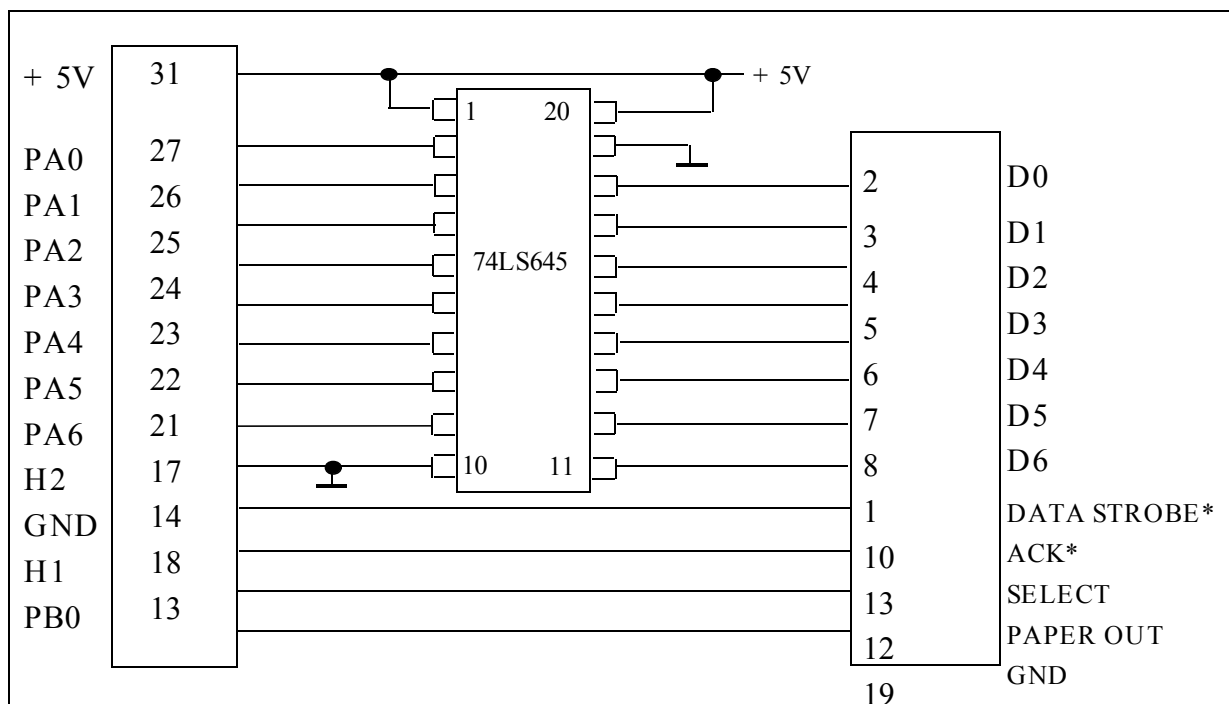 + 5V
31
+ 5V
1
20
PA0
27
2
D0
PA1
26
3
D1
PA2
25
74LS645
4
D2
PA3
24
5
D3
PA4
23
6
D4
PA5
22
7
D5
PA6
21
8
D6
H2
17
10
11
GND
14
1
DATA STROBE*
H1
18
10
ACK*
PB0
13
13
SELECT
12
PAPER OUT
19
GND